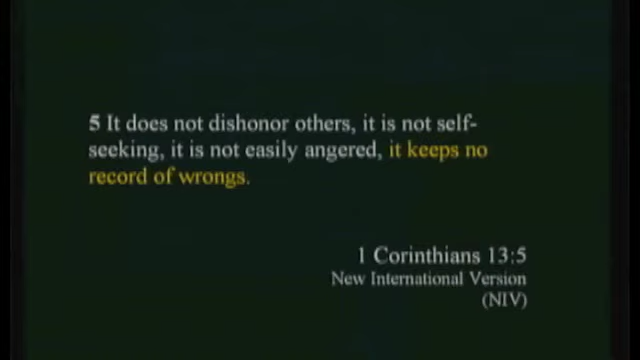 5 It does not dishonor others, it is not self-
seeking, it is not easily angered, it keeps no
record of wrongs.
1 Corinthians 13:5
New International Version
(NIV)